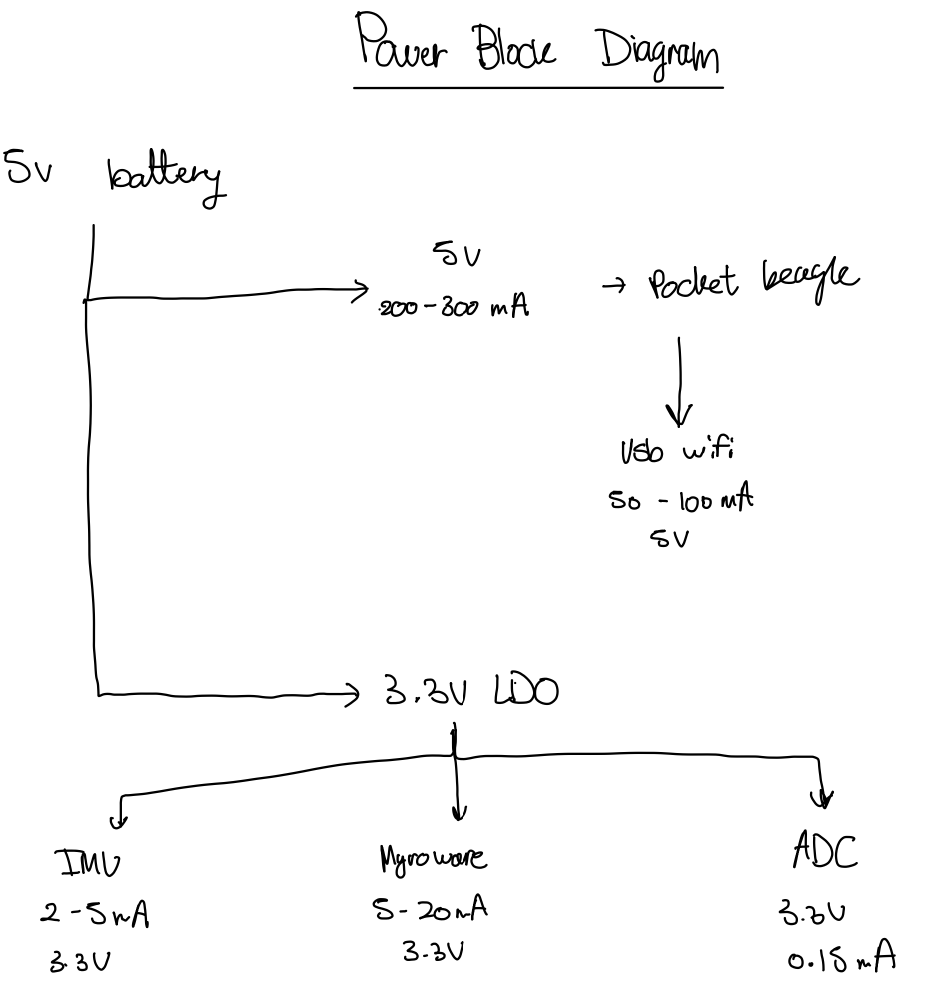 Power Block Diagram
5v battery
5V
200-300 mA
→ Pocket beagle
Usb wifi
50 - 100 mA
5V
3.3V LDO
IMU
2-5mA
3.3V
Myoware
5-20mA
3.3V
ADC
3.3V
0.15mA